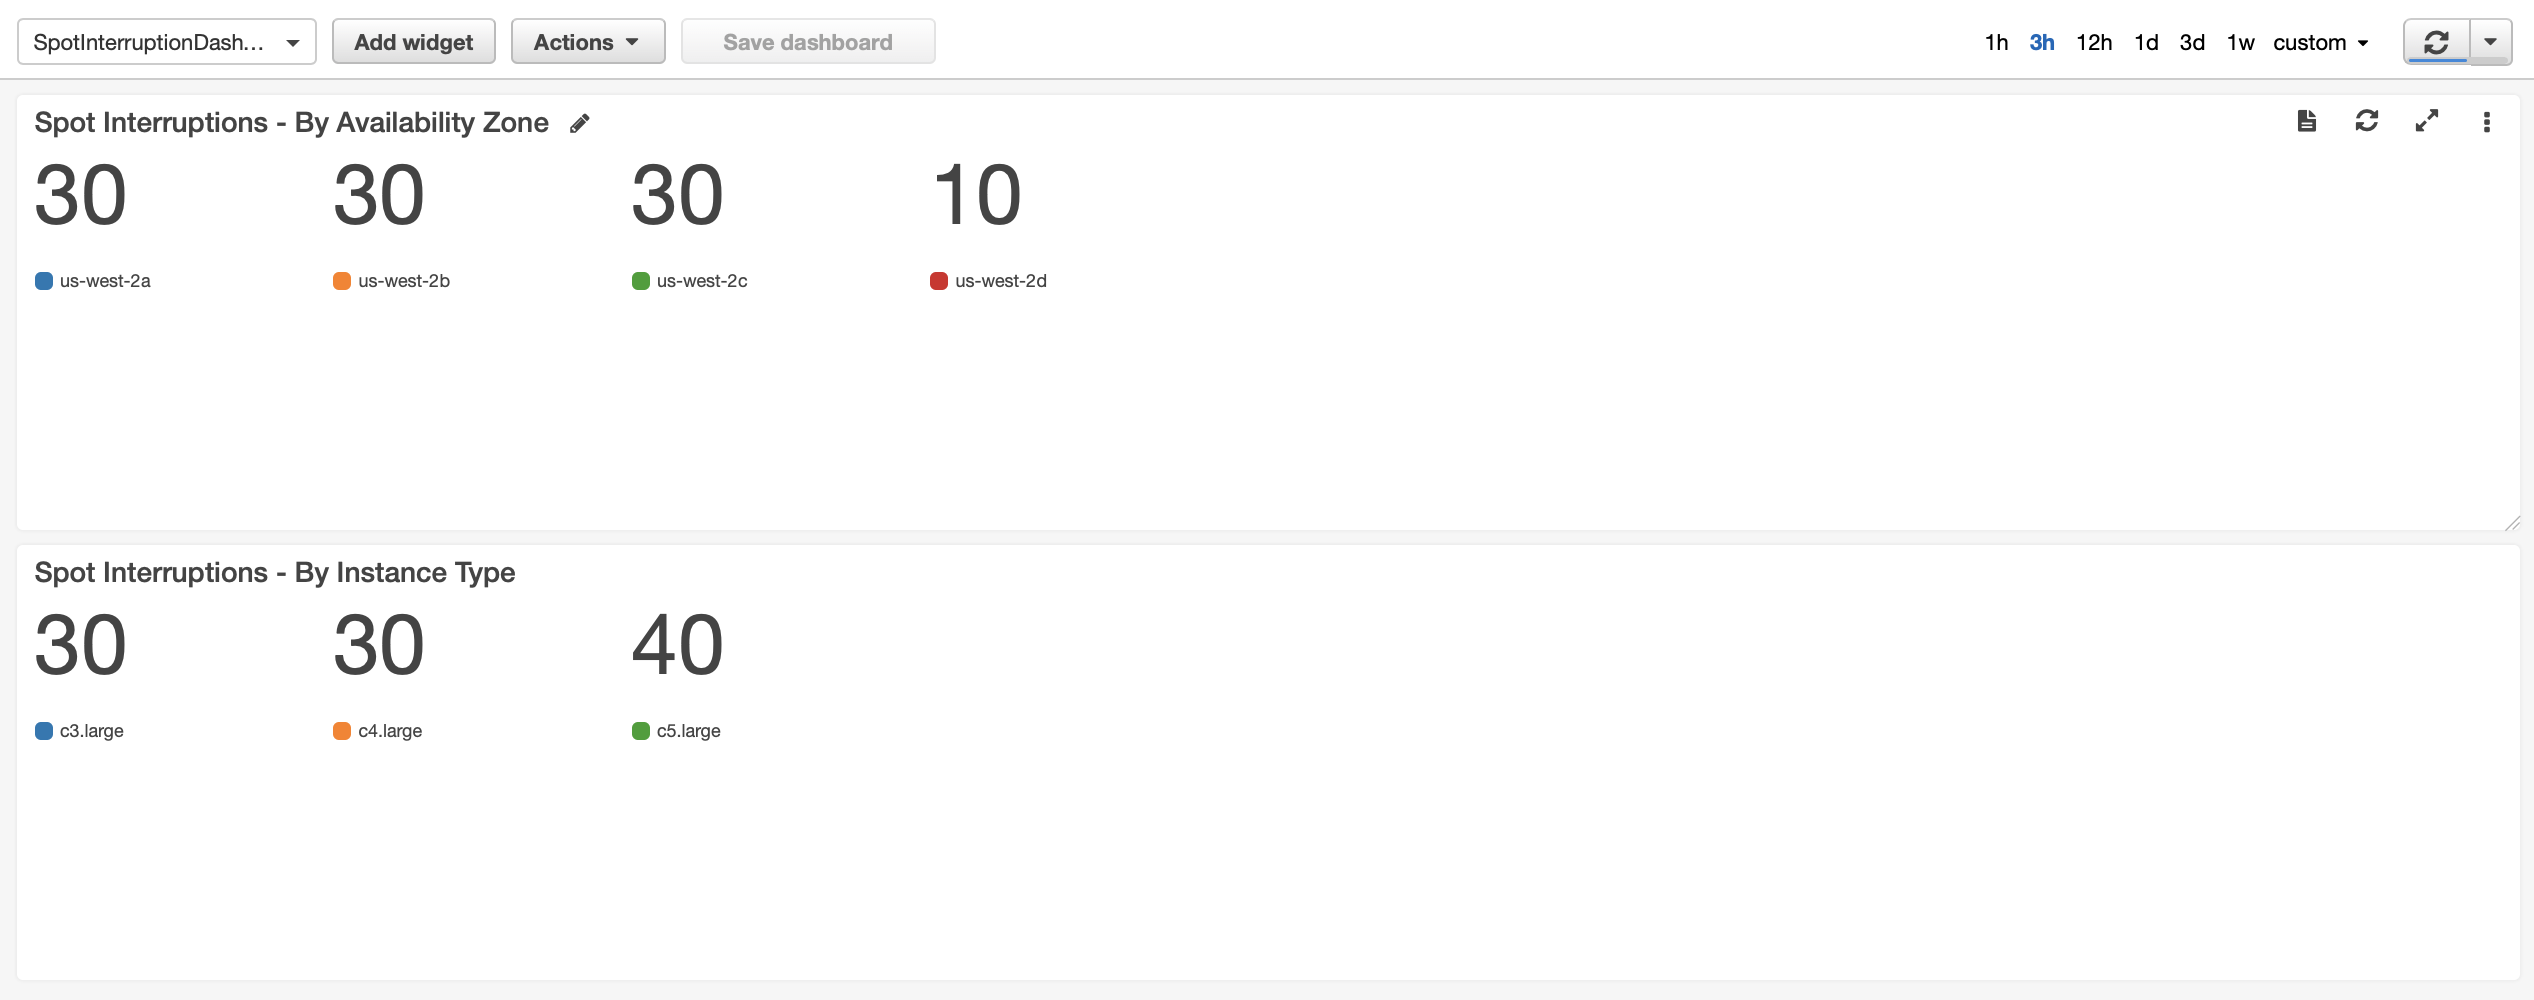 SpotInterruptionDash... Add widget Actions Save dashboard 1h 3h 12h 1d 3d 1w custom
Spot Interruptions - By Availability Zone
30 30 30 10
us-west-2a us-west-2b us-west-2c us-west-2d
Spot Interruptions - By Instance Type
30 30 40
c3.large c4.large c5.large